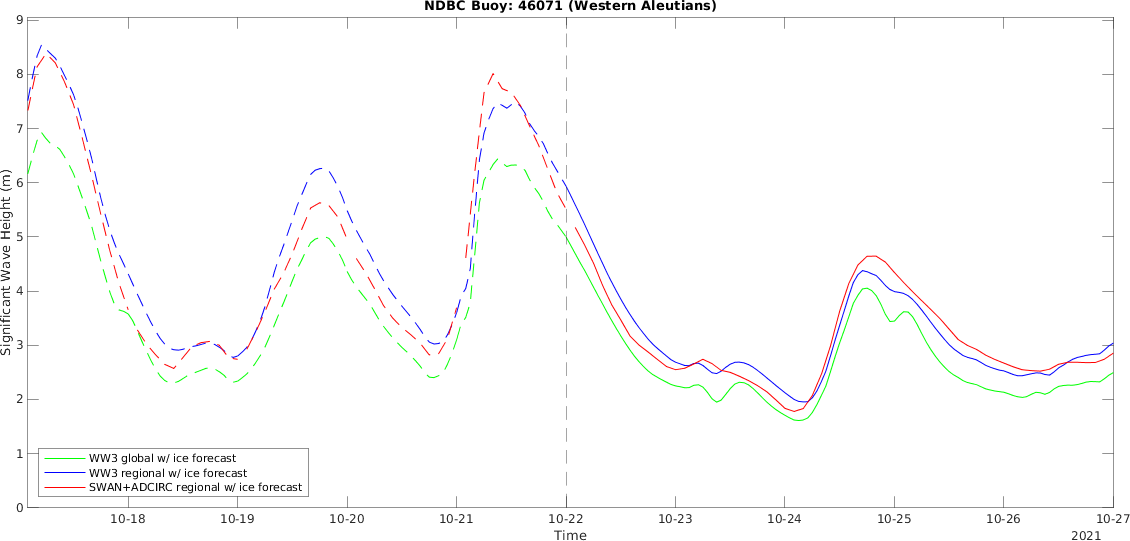 NDBC Buoy: 46071 (Western Aleutians)
Significant Wave Height (m)
9
8
7
6
5
4
3
2
1
0
WW3 global w/ ice forecast
WW3 regional w/ ice forecast
SWAN+ADCIRC regional w/ ice forecast
10-18 10-19 10-20 10-21 10-22 10-23 10-24 10-25 10-26 10-27
Time 2021